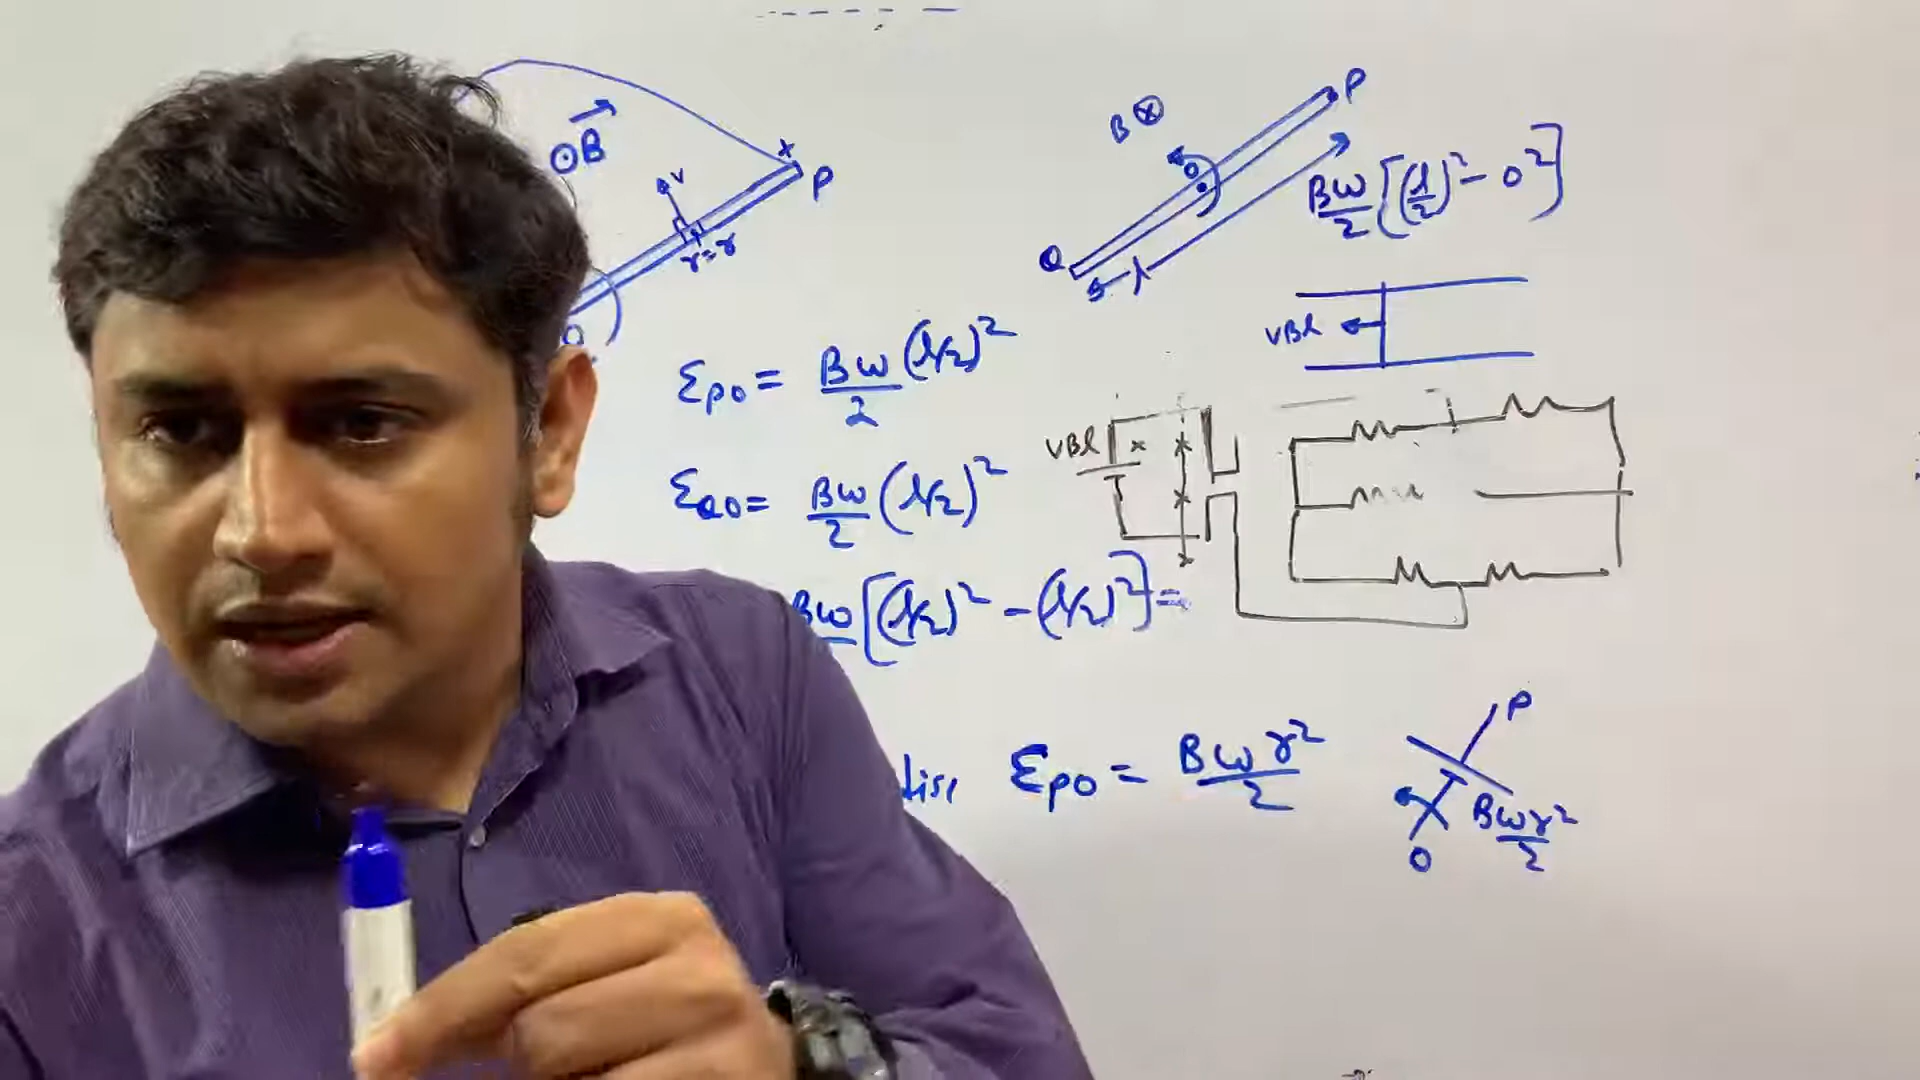 ⊙B
v
x
P
r=r
O
B⊗
P
O
Q
l
Bω/2 [(l/2)² - 0²]
vBl
ε_PO = Bω/2 (l/2)²
vBl
x x
x
x
ε_QO = Bω/2 (l/2)²
Bω [(l/2)² - (l/2)²] =
disc ε_PO = Bωr²/2
P
Bωr²/2
O